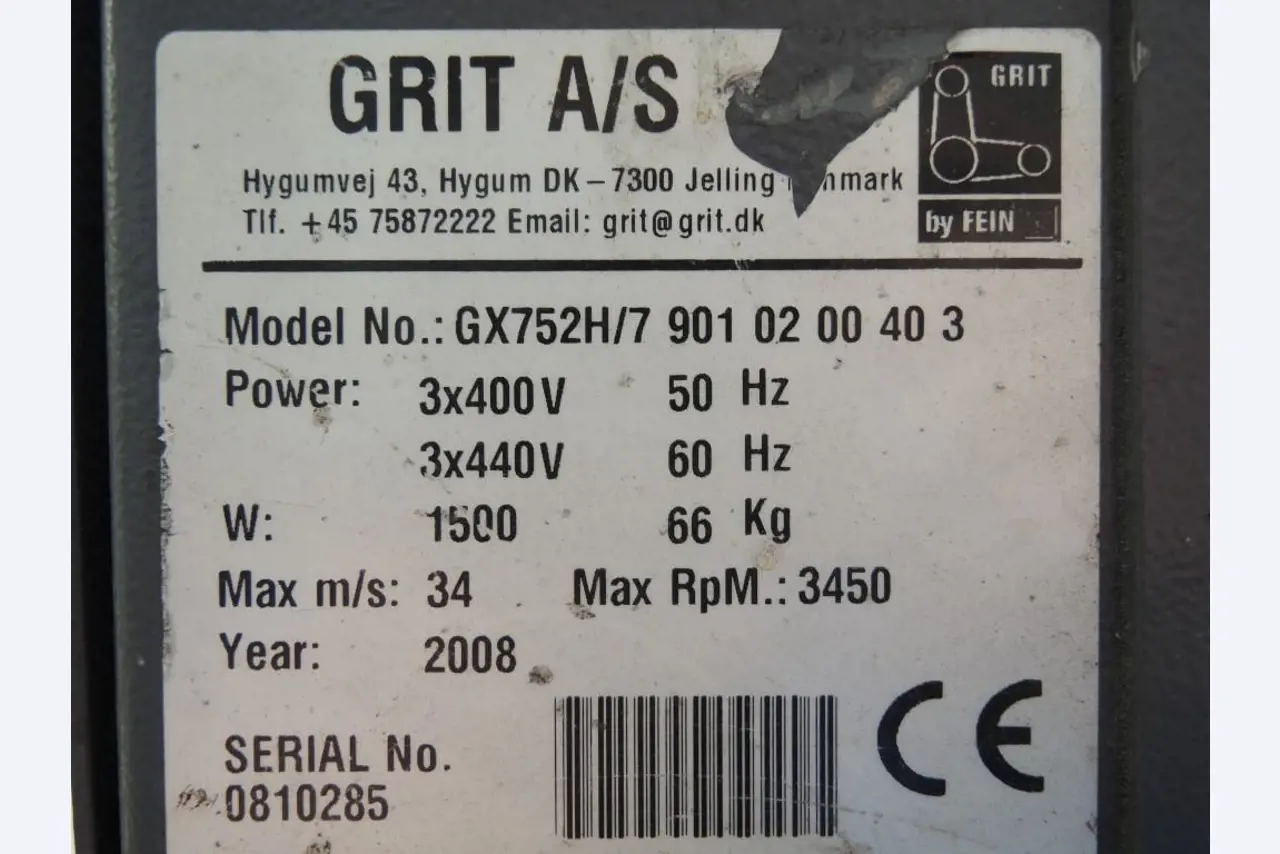 GRIT A/S
GRIT
by FEIN
Hygumvej 43, Hygum DK – 7300 Jelling
Tlf. +45 75872222 Email: grit@grit.dk
Model No.: GX752H/7 901 02 00 40 3
Power: 3x400V 50 Hz
3x440V 60 Hz
W: 1500 66 Kg
Max m/s: 34 Max RpM.: 3450
Year: 2008
SERIAL No.
0810285
CE